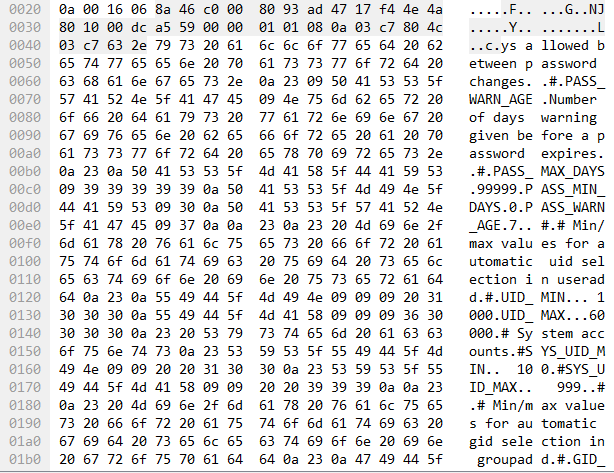 0020 0a 00 16 06 8a 46 c0 00 80 93 ad 47 17 f4 4e 4a .....F.. ...G..NJ
0030 80 10 00 dc a5 59 00 00 01 01 08 0a 03 c7 80 4c .....Y.. .......L
0040 03 c7 63 2e 79 73 20 61 6c 6c 6f 77 65 64 20 62 ..c.ys a llowed b
0050 65 74 77 65 65 6e 20 70 61 73 73 77 6f 72 64 20 etween p assword
0060 63 68 61 6e 67 65 73 2e 0a 23 09 50 41 53 53 5f changes. .#.PASS_
0070 57 41 52 4e 5f 41 47 45 09 4e 75 6d 62 65 72 20 WARN_AGE .Number
0080 6f 66 20 64 61 79 73 20 77 61 72 6e 69 6e 67 20 of days warning
0090 67 69 76 65 6e 20 62 65 66 6f 72 65 20 61 20 70 given be fore a p
00a0 61 73 73 77 6f 72 64 20 65 78 70 69 72 65 73 2e assword expires.
00b0 0a 23 0a 50 41 53 53 5f 4d 41 58 5f 44 41 59 53 .#.PASS_ MAX_DAYS
00c0 09 39 39 39 39 39 0a 50 41 53 53 5f 4d 49 4e 5f .99999.P ASS_MIN_
00d0 44 41 59 53 09 30 0a 50 41 53 53 5f 57 41 52 4e DAYS.0.P ASS_WARN
00e0 5f 41 47 45 09 37 0a 0a 23 0a 23 20 4d 69 6e 2f _AGE.7.. #.# Min/
00f0 6d 61 78 20 76 61 6c 75 65 73 20 66 6f 72 20 61 max valu es for a
0100 75 74 6f 6d 61 74 69 63 20 75 69 64 20 73 65 6c utomatic uid sel
0110 65 63 74 69 6f 6e 20 69 6e 20 75 73 65 72 61 64 ection i n userad
0120 64 0a 23 0a 55 49 44 5f 4d 49 4e 09 09 09 20 31 d.#.UID_ MIN... 1
0130 30 30 30 0a 55 49 44 5f 4d 41 58 09 09 09 36 30 000.UID_ MAX...60
0140 30 30 30 0a 23 20 53 79 73 74 65 6d 20 61 63 63 000.# Sy stem acc
0150 6f 75 6e 74 73 0a 23 53 59 53 5f 55 49 44 5f 4d ounts.#S YS_UID_M
0160 49 4e 09 09 20 20 31 30 30 0a 23 53 59 53 5f 55 IN.. 10 0.#SYS_U
0170 49 44 5f 4d 41 58 09 09 20 20 39 39 39 0a 0a 23 ID_MAX.. 999..#
0180 0a 23 20 4d 69 6e 2f 6d 61 78 20 76 61 6c 75 65 .# Min/m ax value
0190 73 20 66 6f 72 20 61 75 74 6f 6d 61 74 69 63 20 s for au tomatic
01a0 67 69 64 20 73 65 6c 65 63 74 69 6f 6e 20 69 6e gid sele ction in
01b0 20 67 72 6f 75 70 61 64 64 0a 23 0a 47 49 44 5f groupad d.#.GID_